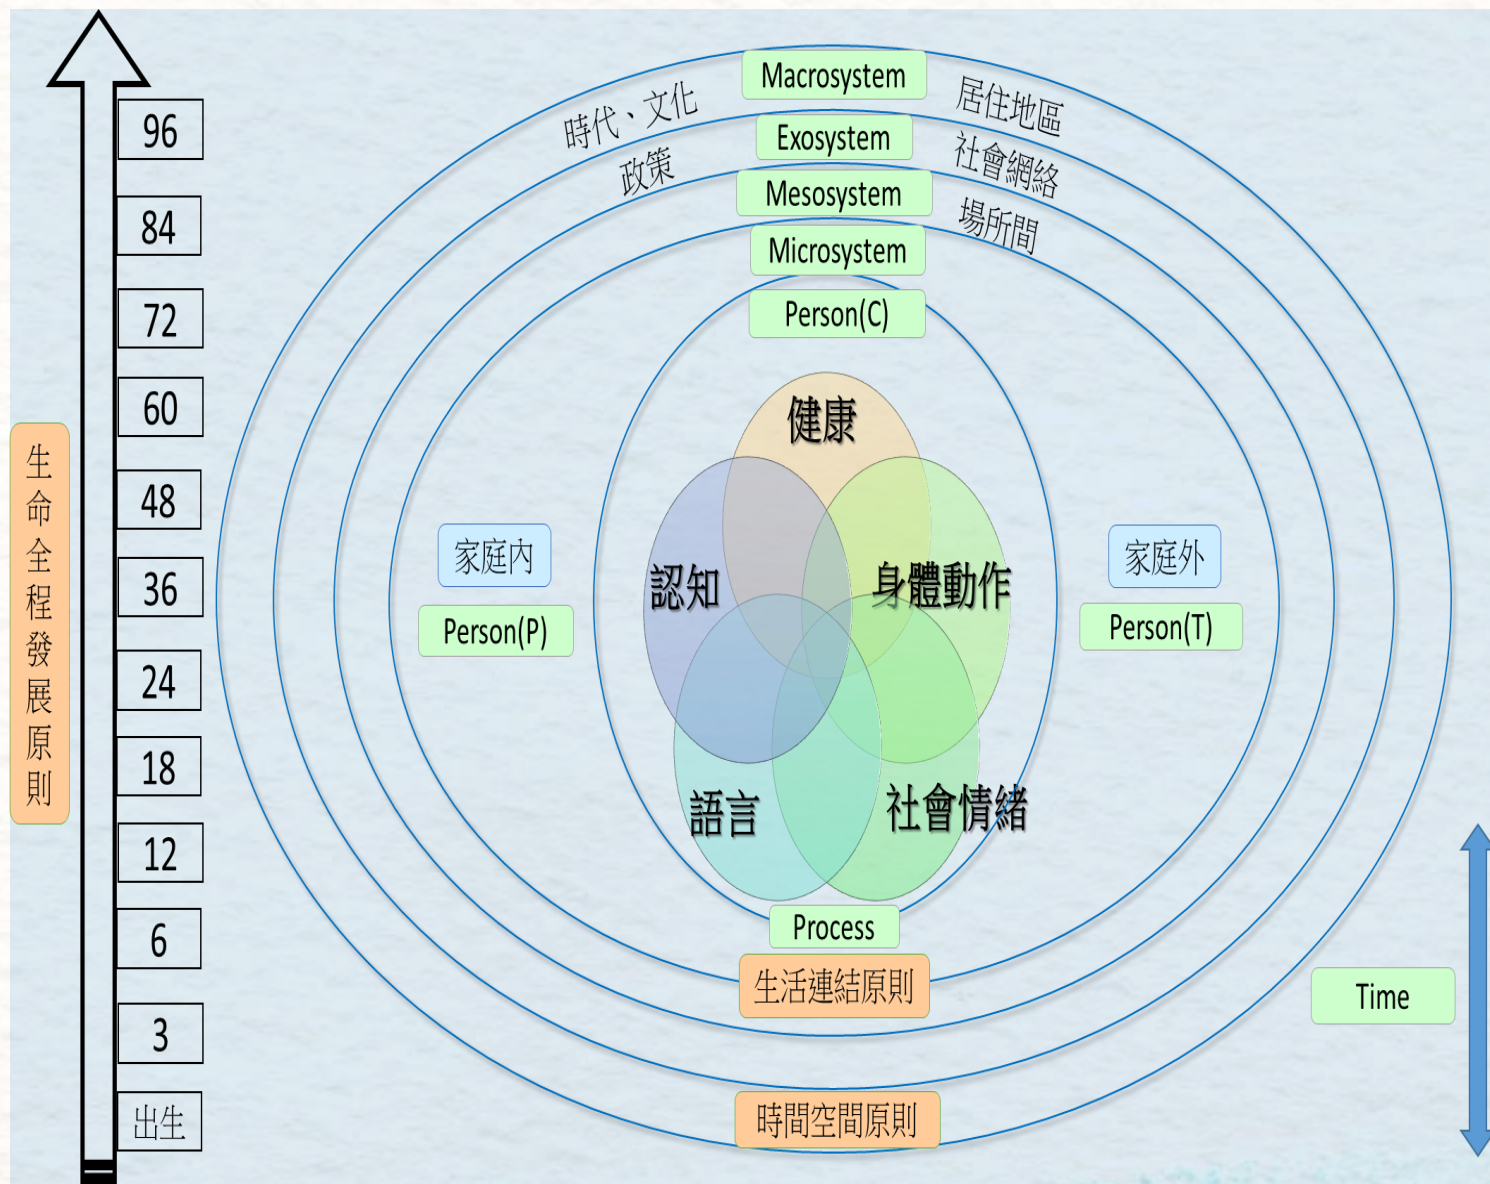 Macrosystem
時代、文化
居住地區
Exosystem
政策
社會網絡
Mesosystem
場所間
Microsystem
Person(C)
健康
認知
身體動作
語言
社會情緒
家庭內
Person(P)
家庭外
Person(T)
Process
生活連結原則
時間空間原則
Time
生命全程發展原則
96
84
72
60
48
36
24
18
12
6
3
出生